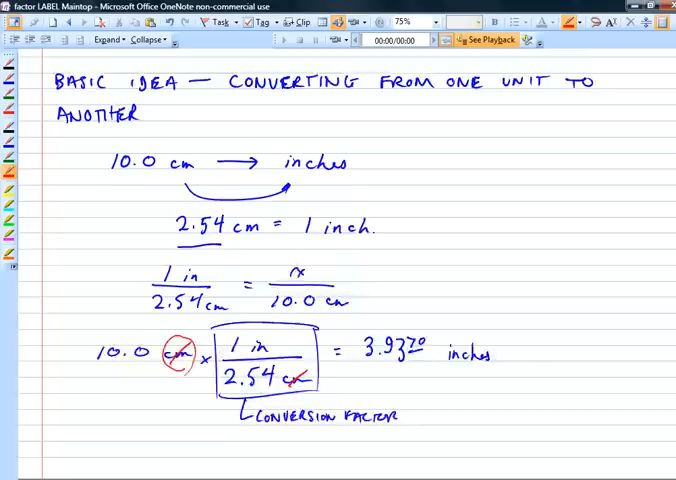 factor LABEL Maintop - Microsoft Office OneNote non-commercial use
Task Tag 75% B
Expand Collapse 00:00/00:00 See Playback
BASIC IDEA — CONVERTING FROM ONE UNIT TO
ANOTHER
10.0 cm → inches
2.54 cm = 1 inch.
1 in = x
2.54 cm 10.0 cm
10.0 cm × 1 in = 3.9370 inches
2.54 cm
CONVERSION FACTOR